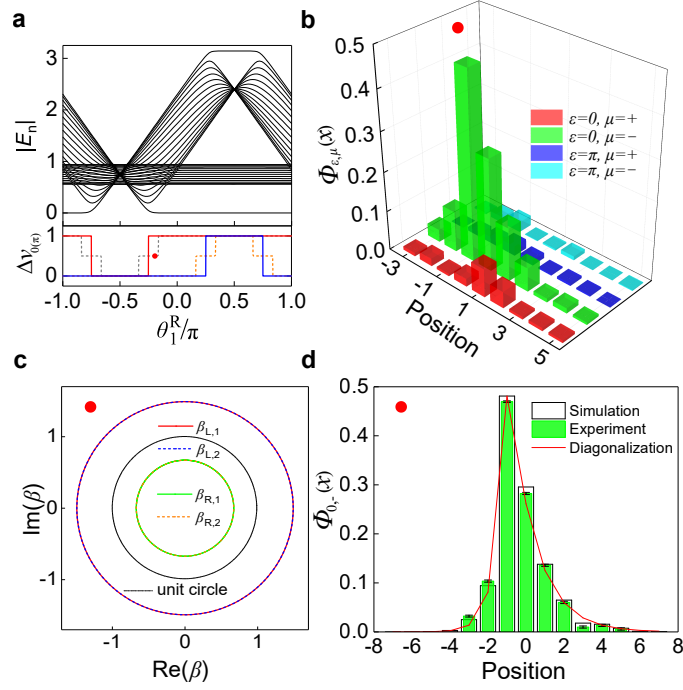 a
|Eₙ|
3
2
1
0
Δν₀(π)
1
0
-1.0 -0.5 0.0 0.5 1.0
θ₁ᴿ/π
b
Φε,μ(x)
0.5
0.4
0.3
0.2
0.1
0.0
ε=0, μ=+
ε=0, μ=−
ε=π, μ=+
ε=π, μ=−
-3 -1 1 3 5
Position
c
Im(β)
1
0
-1
β_L,1
β_L,2
β_R,1
β_R,2
unit circle
-1 0 1
Re(β)
d
Φ₀,₋(x)
0.5
0.4
0.3
0.2
0.1
0.0
Simulation
Experiment
Diagonalization
-8 -6 -4 -2 0 2 4 6 8
Position